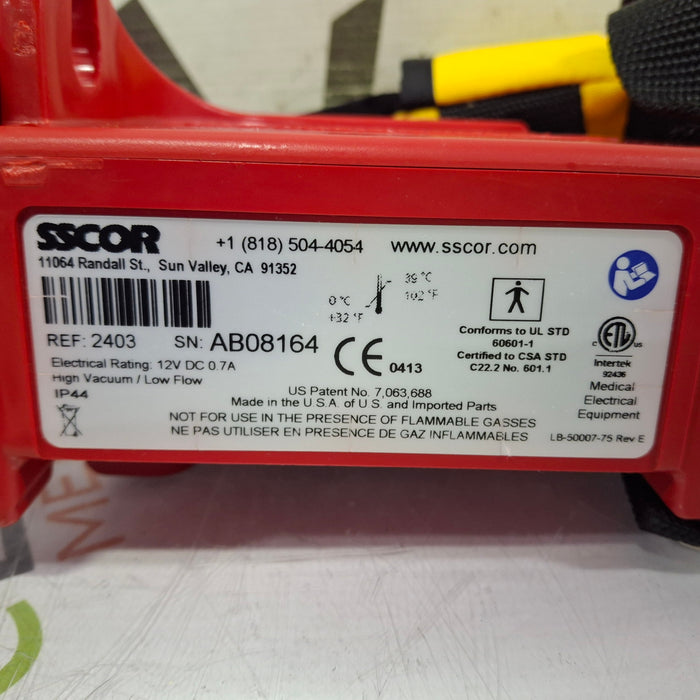 SSCOR +1 (818) 504-4054 www.sscor.com
11064 Randall St., Sun Valley, CA 91352
39 °C
102 °F
0 °C
+32 °F
REF: 2403 SN: AB08164
Electrical Rating: 12V DC 0.7A
High Vacuum / Low Flow
IP44
CE 0413
Conforms to UL STD
60601-1
Certified to CSA STD
C22.2 No. 601.1
c ETL us
Intertek
92436
Medical
Electrical
Equipment
US Patent No. 7,063,688
Made in the U.S.A. of U.S. and Imported Parts
NOT FOR USE IN THE PRESENCE OF FLAMMABLE GASSES
NE PAS UTILISER EN PRESENCE DE GAZ INFLAMMABLES
LB-50007-75 Rev E